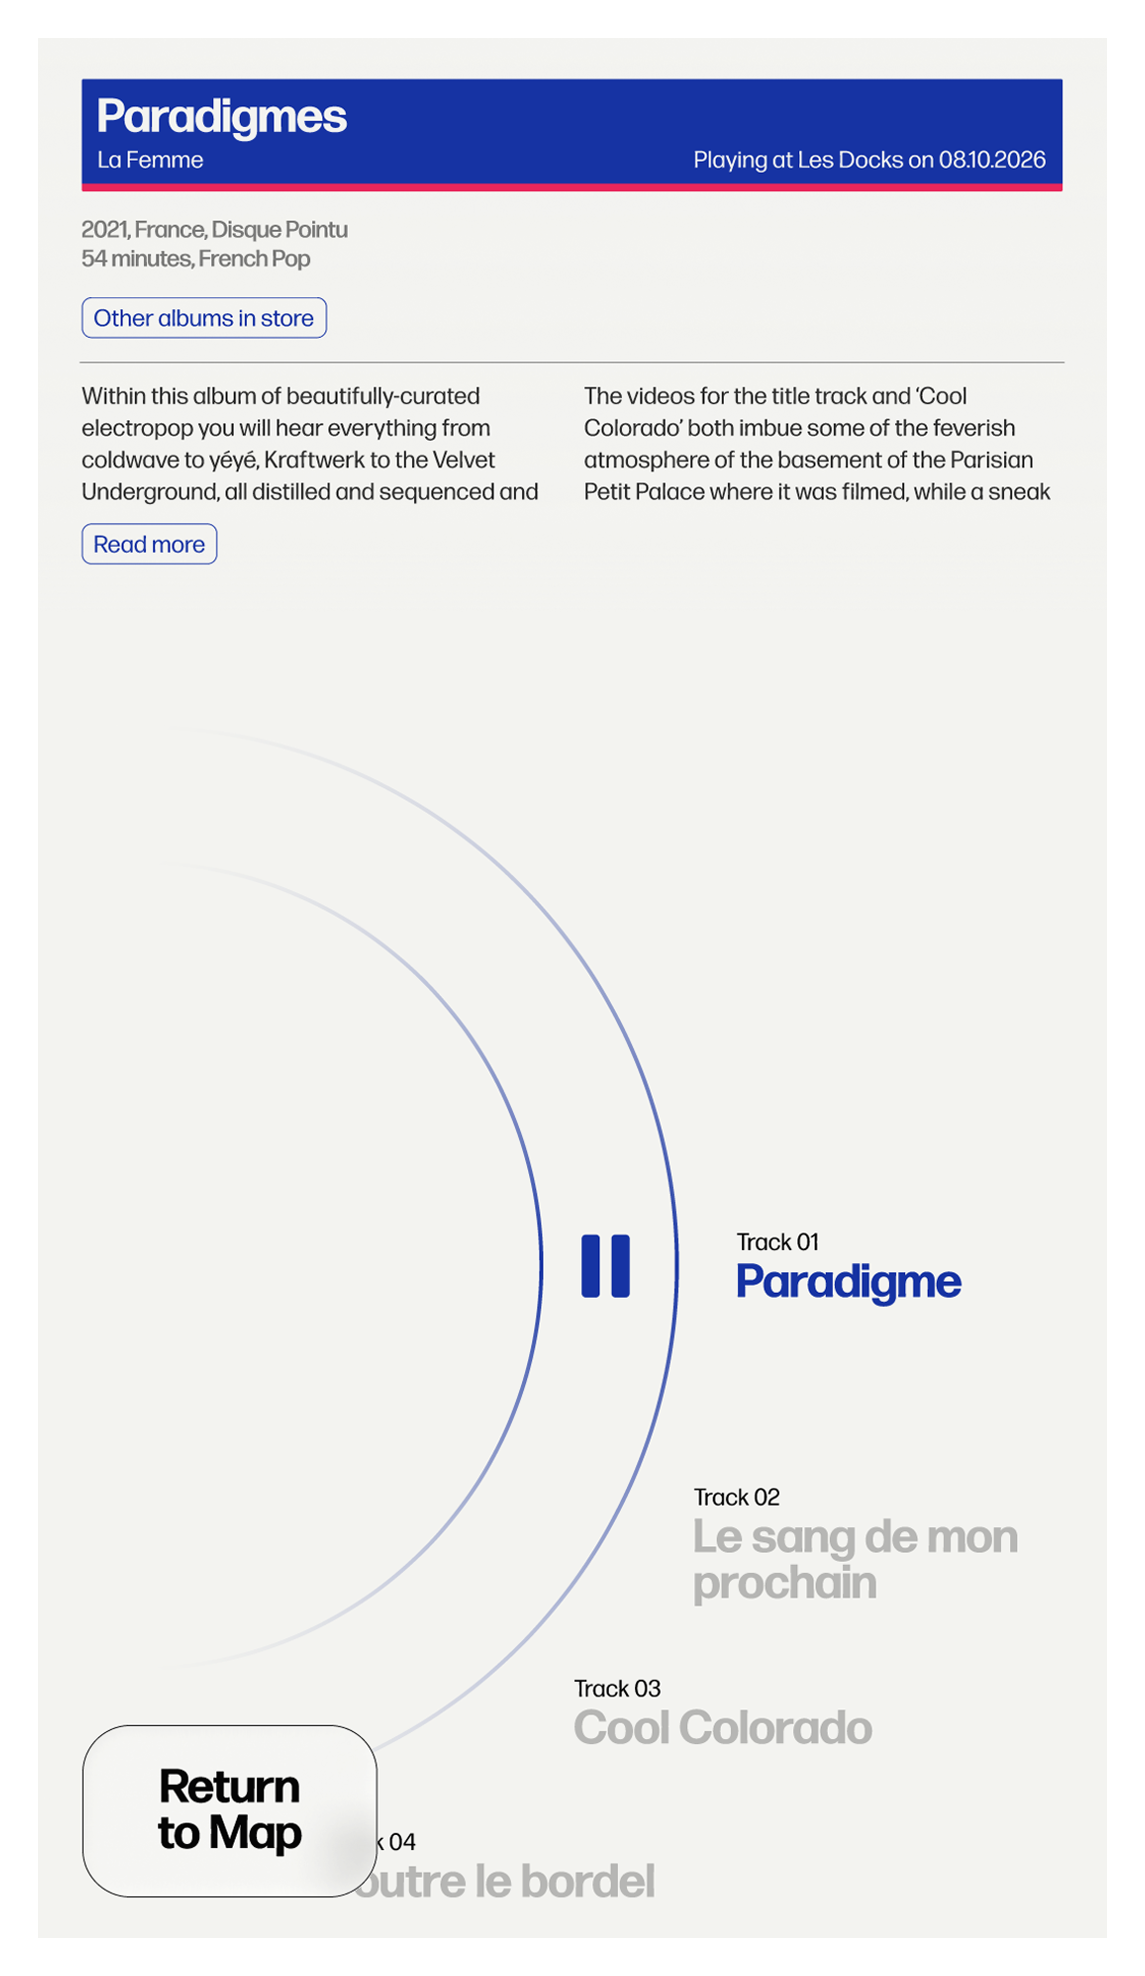 Paradigmes
La Femme
Playing at Les Docks on 08.10.2026
2021, France, Disque Pointu
54 minutes, French Pop
Other albums in store
Within this album of beautifully-curated
electropop you will hear everything from
coldwave to yéyé, Kraftwerk to the Velvet
Underground, all distilled and sequenced and
The videos for the title track and ‘Cool
Colorado’ both imbue some of the feverish
atmosphere of the basement of the Parisian
Petit Palace where it was filmed, while a sneak
Read more
Track 01
Paradigme
Track 02
Le sang de mon
prochain
Track 03
Cool Colorado
Return
to Map
04
le bordel